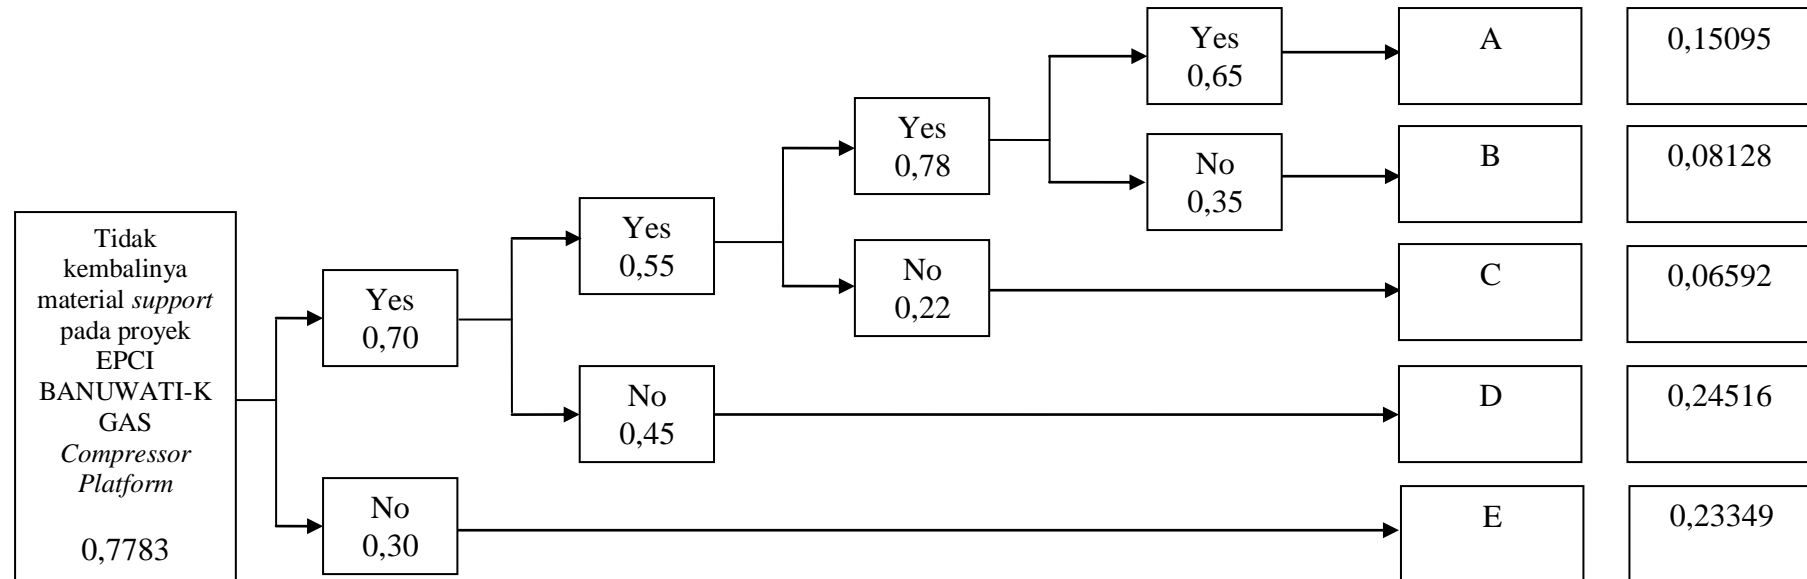 Tidak
kembalinya
material support
pada proyek
EPCI
BANUWATI-K
GAS
Compressor
Platform
0,7783
Yes
0,70
No
0,30
Yes
0,55
No
0,45
Yes
0,78
No
0,22
Yes
0,65
No
0,35
A
0,15095
B
0,08128
C
0,06592
D
0,24516
E
0,23349